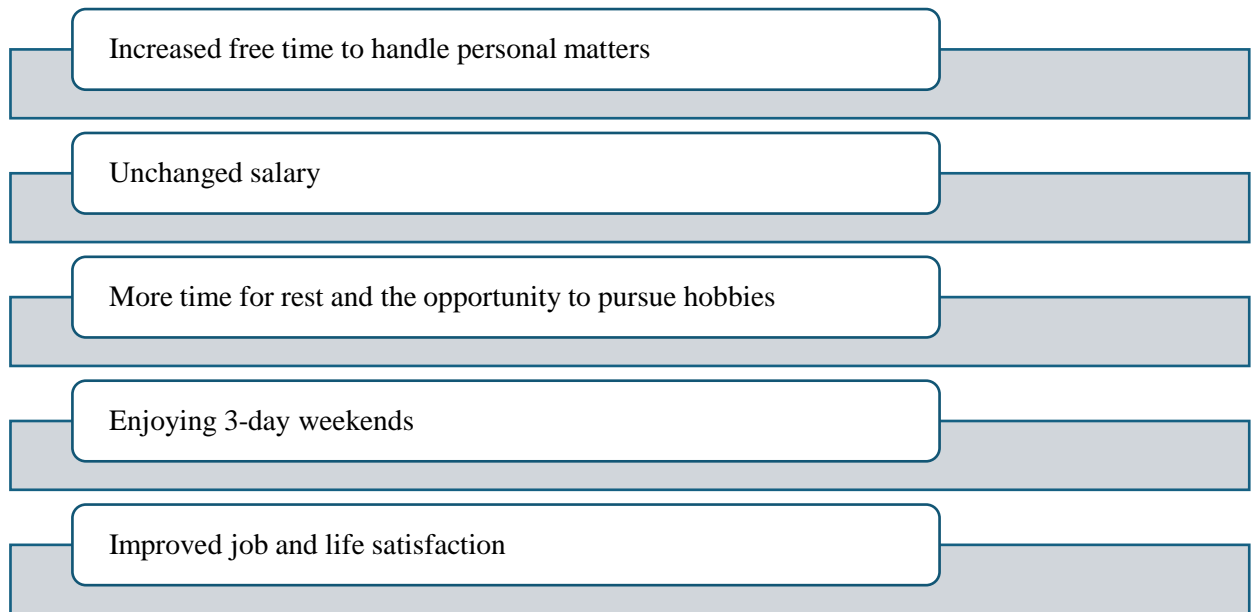 Increased free time to handle personal matters
Unchanged salary
More time for rest and the opportunity to pursue hobbies
Enjoying 3-day weekends
Improved job and life satisfaction